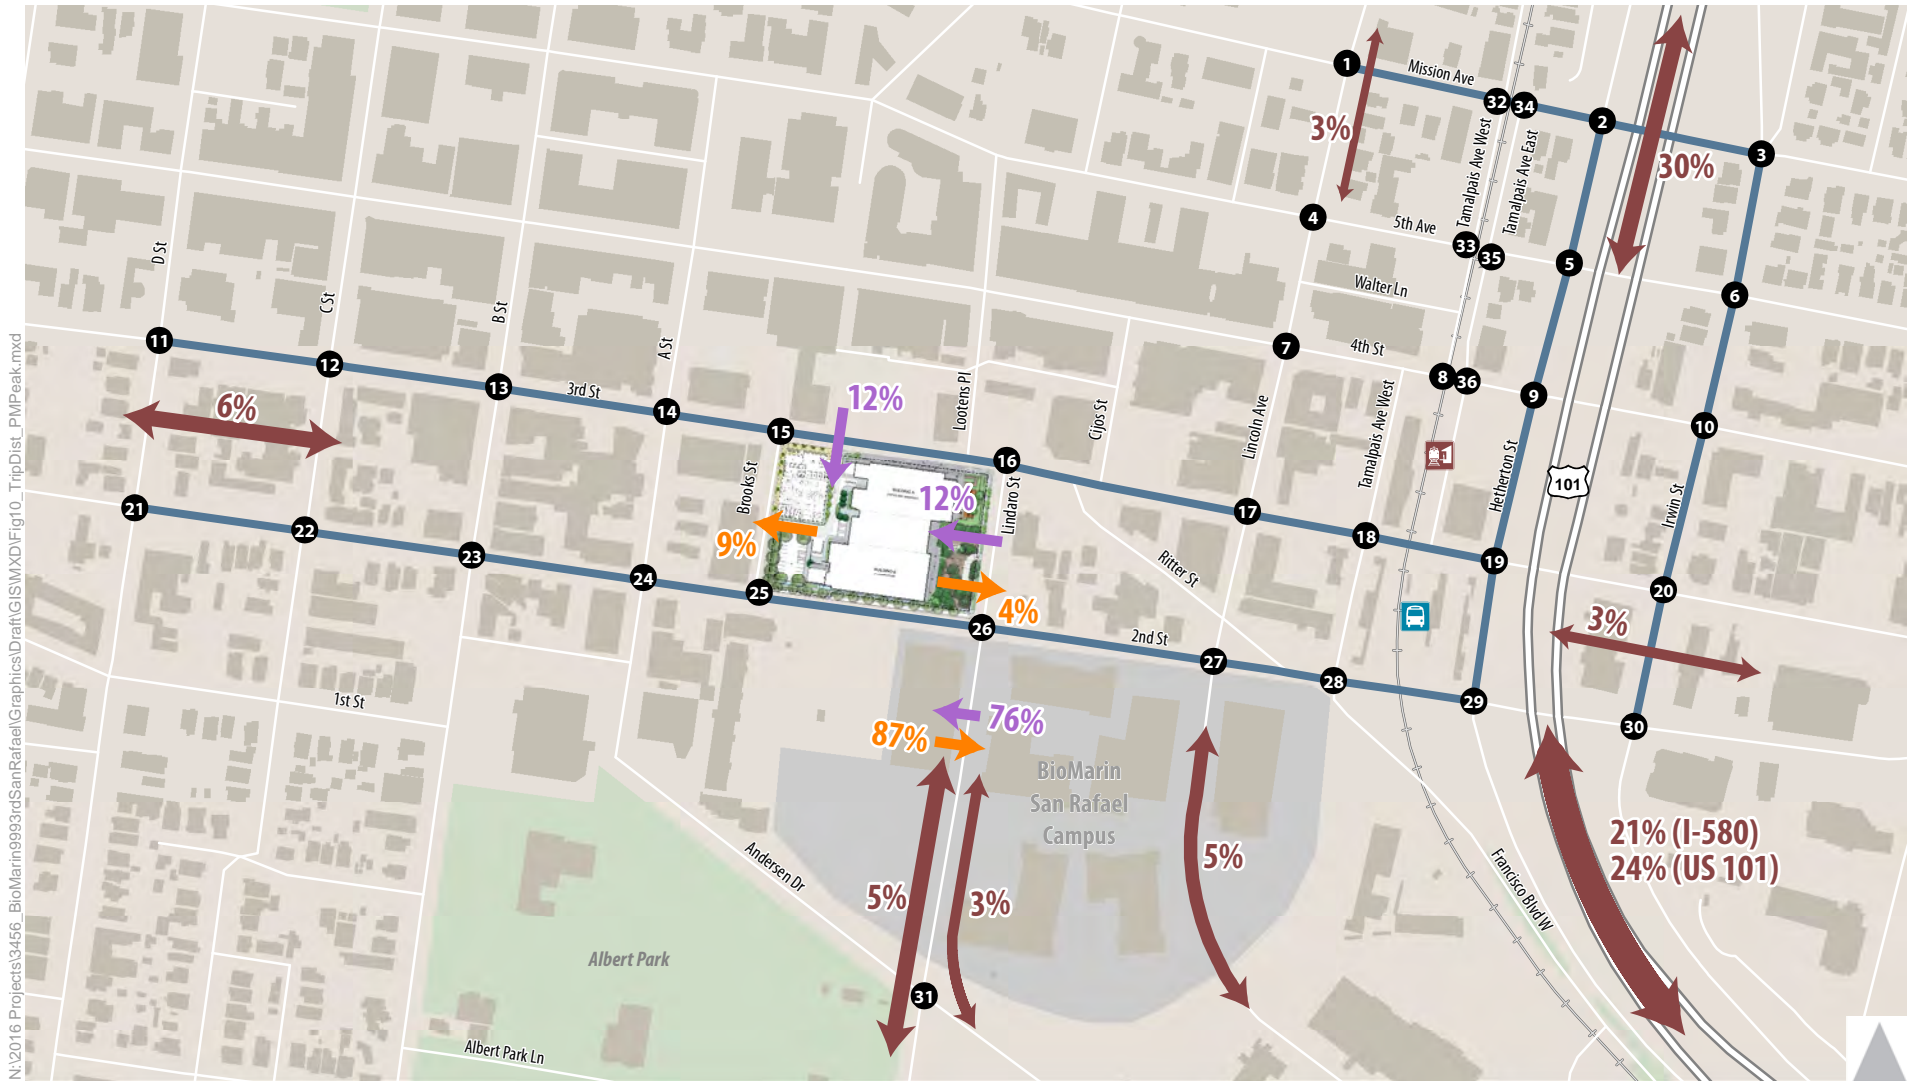 1
Mission Ave
32
34
2
3
3%
30%
Tamalpais Ave West
Tamalpais Ave East
4
5th Ave
33
35
5
6
D St
C St
B St
A St
Walter Ln
11
12
13
14
15
16
3rd St
7
4th St
8
36
9
10
6%
12%
Lootens Pl
Cijos St
Lincoln Ave
Tamalpais Ave West
Hetherton St
101
Irwin St
Brooks St
12%
Lindaro St
9%
4%
17
18
19
20
21
22
23
24
25
26
27
28
29
30
Ritter St
2nd St
3%
1st St
87%
76%
BioMarin
San Rafael
Campus
5%
3%
5%
21% (I-580)
24% (US 101)
Andersen Dr
Francisco Blvd W
Albert Park
31
Albert Park Ln
N:\2016 Projects\3456_BioMarin9993rdSanRafael\Graphics\Draft\GIS\MXD\Fig10_TripDist_PMPeak.mxd